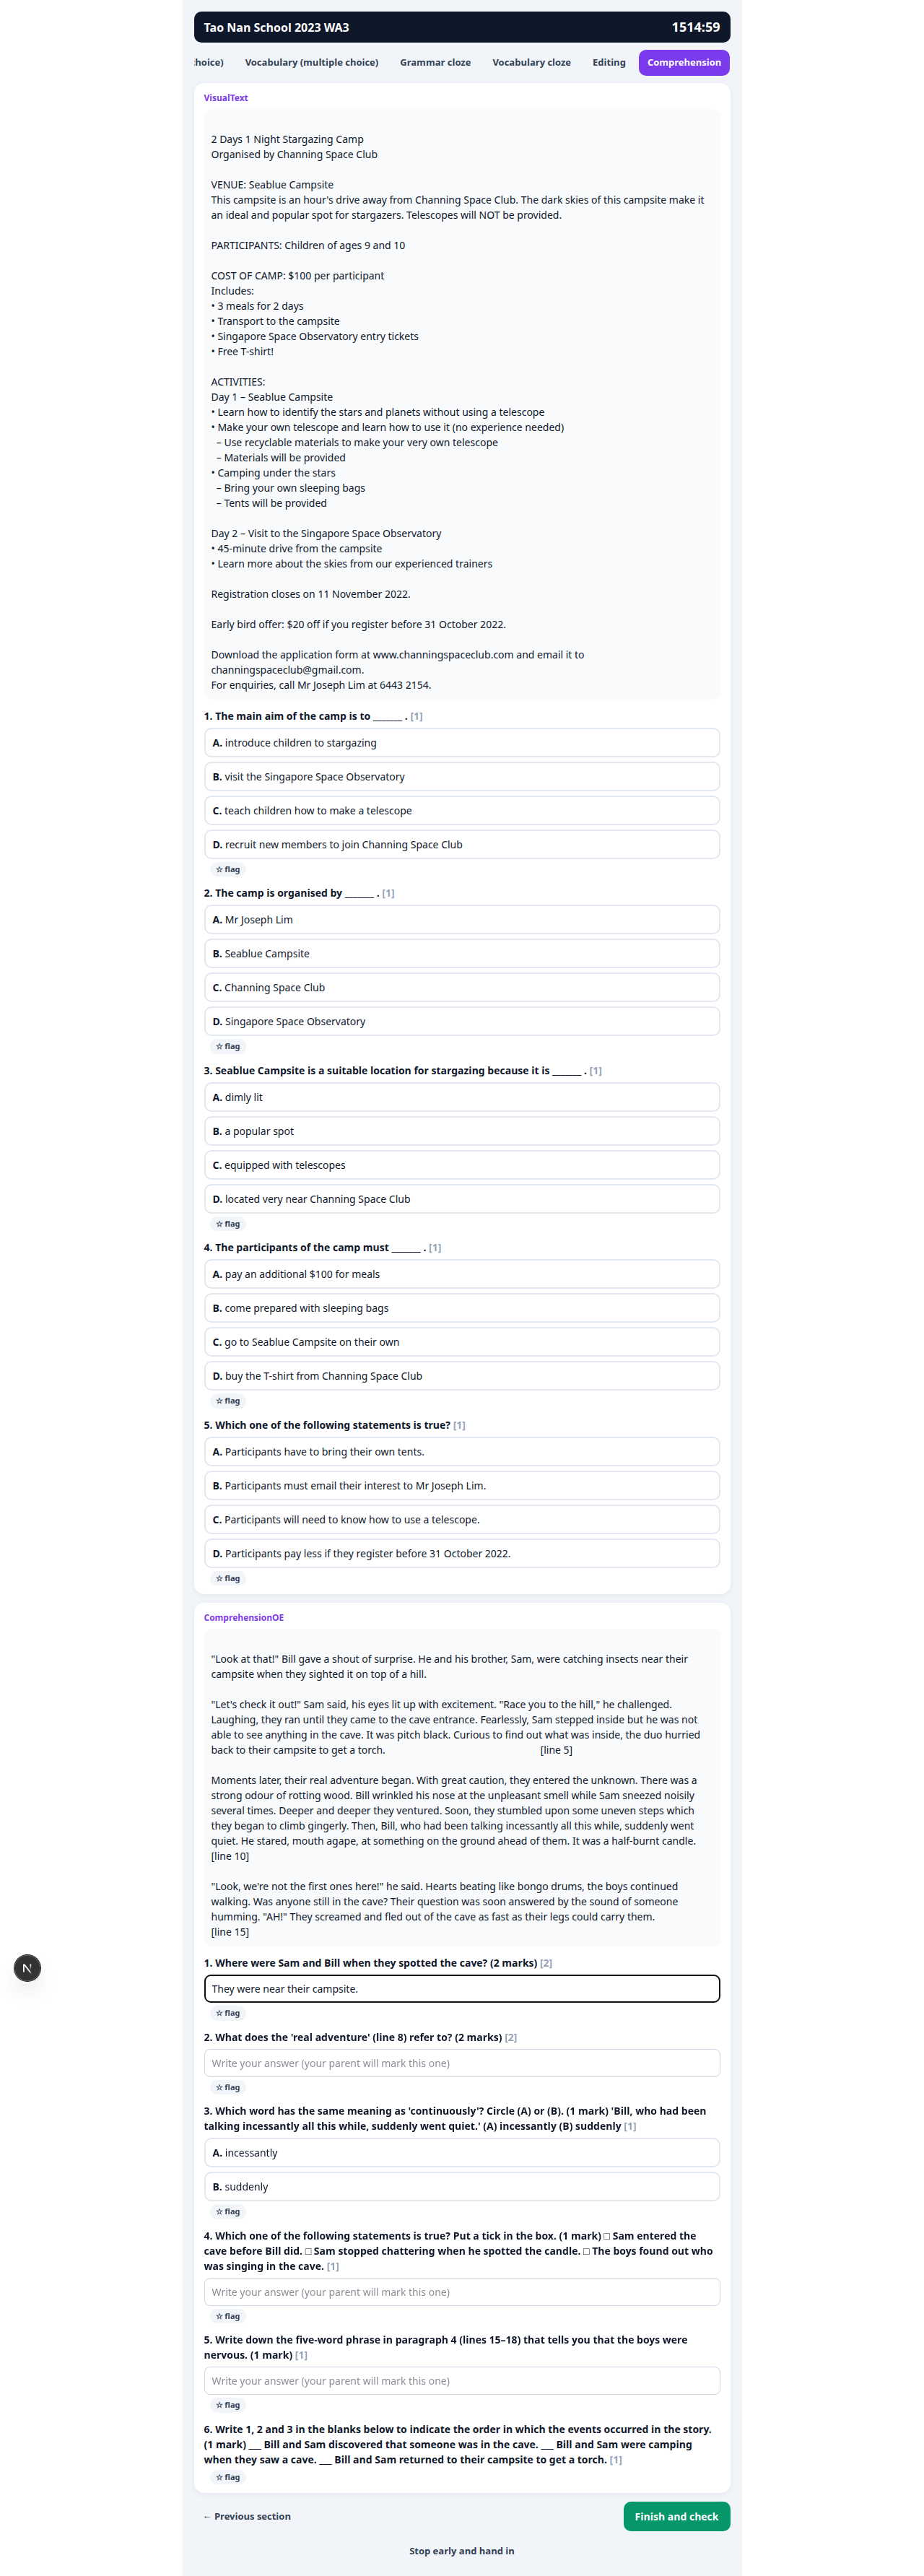 Tao Nan School 2023 WA3
1514:59
:hoice)
Vocabulary (multiple choice)
Grammar cloze
Vocabulary cloze
Editing
Comprehension
VisualText
2 Days 1 Night Stargazing Camp
Organised by Channing Space Club
VENUE: Seablue Campsite
This campsite is an hour's drive away from Channing Space Club. The dark skies of this campsite make it
an ideal and popular spot for stargazers. Telescopes will NOT be provided.
PARTICIPANTS: Children of ages 9 and 10
COST OF CAMP: $100 per participant
Includes:
• 3 meals for 2 days
• Transport to the campsite
• Singapore Space Observatory entry tickets
• Free T-shirt!
ACTIVITIES:
Day 1 – Seablue Campsite
• Learn how to identify the stars and planets without using a telescope
• Make your own telescope and learn how to use it (no experience needed)
– Use recyclable materials to make your very own telescope
– Materials will be provided
• Camping under the stars
– Bring your own sleeping bags
– Tents will be provided
Day 2 – Visit to the Singapore Space Observatory
• 45-minute drive from the campsite
• Learn more about the skies from our experienced trainers
Registration closes on 11 November 2022.
Early bird offer: $20 off if you register before 31 October 2022.
Download the application form at www.channingspaceclub.com and email it to
channingspaceclub@gmail.com.
For enquiries, call Mr Joseph Lim at 6443 2154.
1. The main aim of the camp is to ______ . [1]
A. introduce children to stargazing
B. visit the Singapore Space Observatory
C. teach children how to make a telescope
D. recruit new members to join Channing Space Club
☆ flag
2. The camp is organised by ______ . [1]
A. Mr Joseph Lim
B. Seablue Campsite
C. Channing Space Club
D. Singapore Space Observatory
☆ flag
3. Seablue Campsite is a suitable location for stargazing because it is ______ . [1]
A. dimly lit
B. a popular spot
C. equipped with telescopes
D. located very near Channing Space Club
☆ flag
4. The participants of the camp must ______ . [1]
A. pay an additional $100 for meals
B. come prepared with sleeping bags
C. go to Seablue Campsite on their own
D. buy the T-shirt from Channing Space Club
☆ flag
5. Which one of the following statements is true? [1]
A. Participants have to bring their own tents.
B. Participants must email their interest to Mr Joseph Lim.
C. Participants will need to know how to use a telescope.
D. Participants pay less if they register before 31 October 2022.
☆ flag
ComprehensionOE
"Look at that!" Bill gave a shout of surprise. He and his brother, Sam, were catching insects near their
campsite when they sighted it on top of a hill.
"Let's check it out!" Sam said, his eyes lit up with excitement. "Race you to the hill," he challenged.
Laughing, they ran until they came to the cave entrance. Fearlessly, Sam stepped inside but he was not
able to see anything in the cave. It was pitch black. Curious to find out what was inside, the duo hurried
back to their campsite to get a torch. [line 5]
Moments later, their real adventure began. With great caution, they entered the unknown. There was a
strong odour of rotting wood. Bill wrinkled his nose at the unpleasant smell while Sam sneezed noisily
several times. Deeper and deeper they ventured. Soon, they stumbled upon some uneven steps which
they began to climb gingerly. Then, Bill, who had been talking incessantly all this while, suddenly went
quiet. He stared, mouth agape, at something on the ground ahead of them. It was a half-burnt candle.
[line 10]
"Look, we're not the first ones here!" he said. Hearts beating like bongo drums, the boys continued
walking. Was anyone still in the cave? Their question was soon answered by the sound of someone
humming. "AH!" They screamed and fled out of the cave as fast as their legs could carry them.
[line 15]
1. Where were Sam and Bill when they spotted the cave? (2 marks) [2]
They were near their campsite.
☆ flag
2. What does the 'real adventure' (line 8) refer to? (2 marks) [2]
Write your answer (your parent will mark this one)
☆ flag
3. Which word has the same meaning as 'continuously'? Circle (A) or (B). (1 mark) 'Bill, who had been
talking incessantly all this while, suddenly went quiet.' (A) incessantly (B) suddenly [1]
A. incessantly
B. suddenly
☆ flag
4. Which one of the following statements is true? Put a tick in the box. (1 mark) □ Sam entered the
cave before Bill did. □ Sam stopped chattering when he spotted the candle. □ The boys found out who
was singing in the cave. [1]
Write your answer (your parent will mark this one)
☆ flag
5. Write down the five-word phrase in paragraph 4 (lines 15–18) that tells you that the boys were
nervous. (1 mark) [1]
Write your answer (your parent will mark this one)
☆ flag
6. Write 1, 2 and 3 in the blanks below to indicate the order in which the events occurred in the story.
(1 mark) ___ Bill and Sam discovered that someone was in the cave. ___ Bill and Sam were camping
when they saw a cave. ___ Bill and Sam returned to their campsite to get a torch. [1]
☆ flag
← Previous section
Finish and check
Stop early and hand in
N